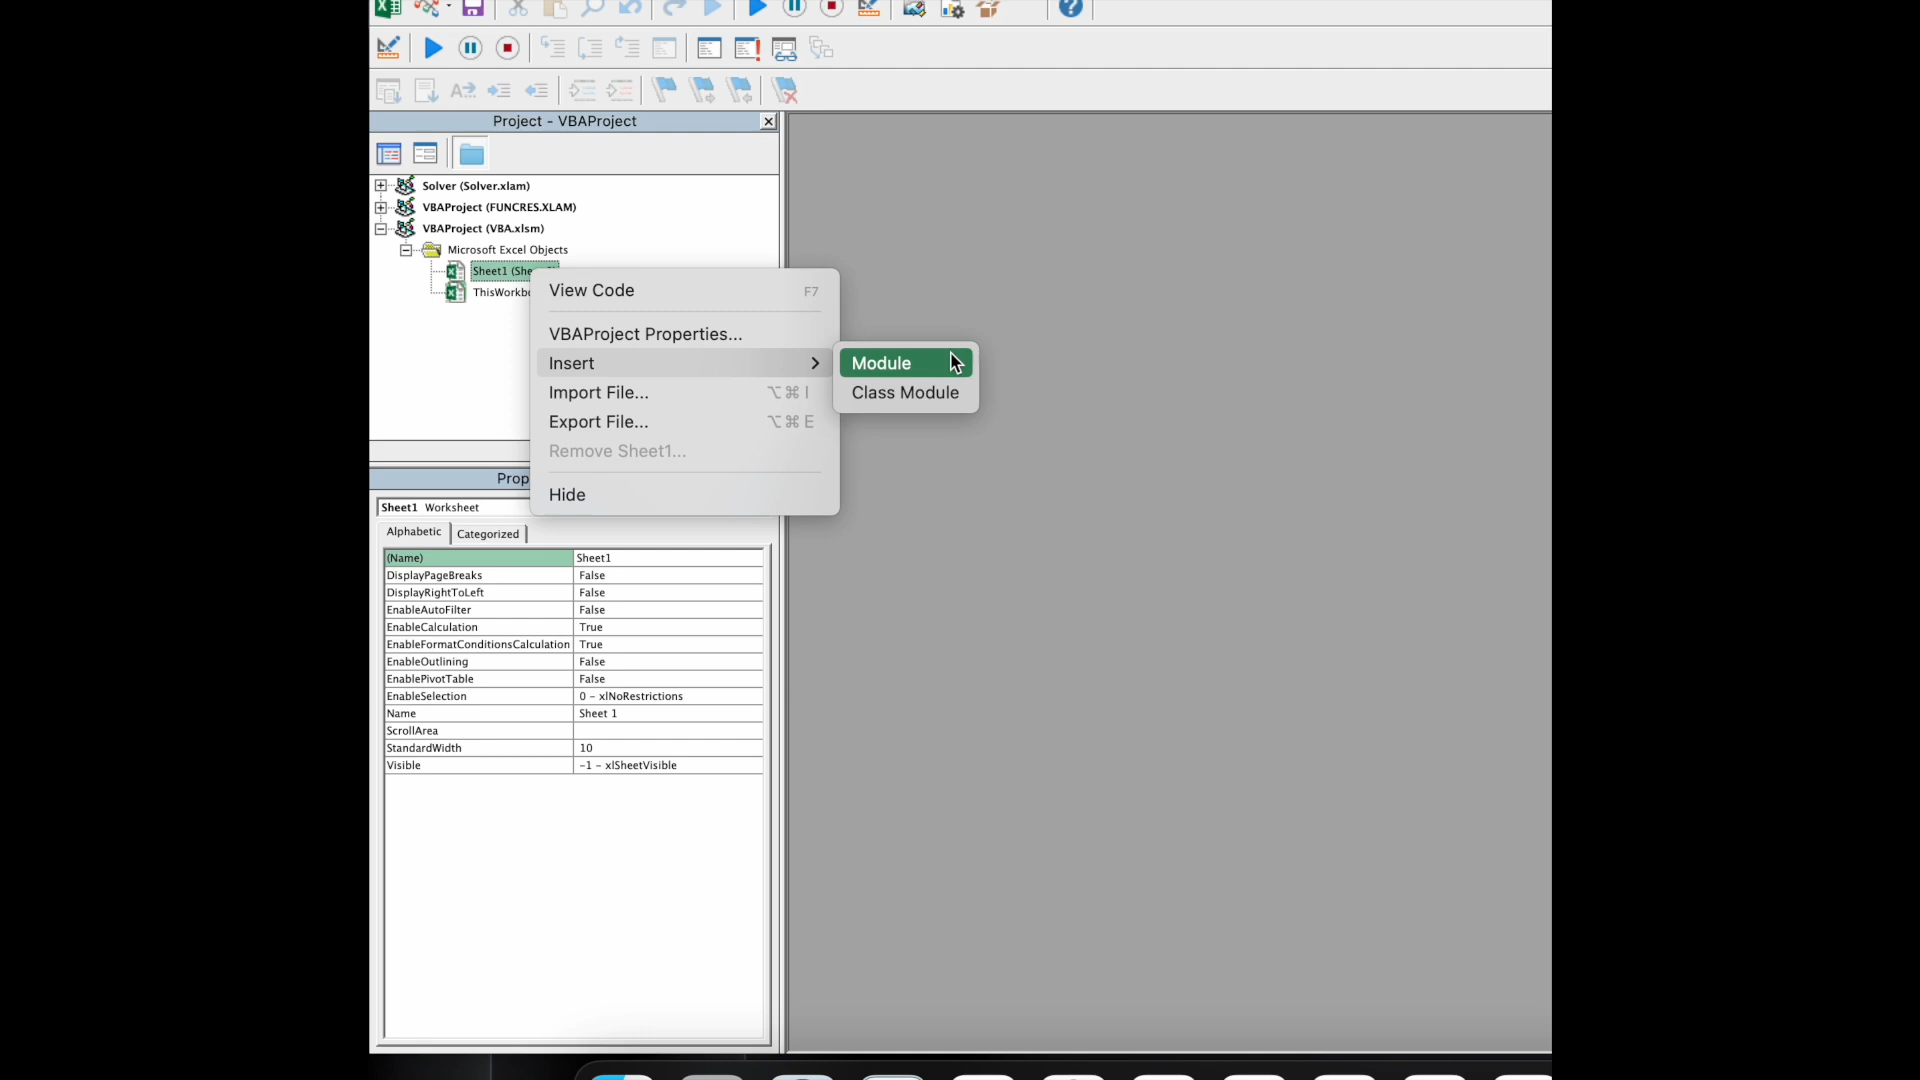 Project - VBAProject
Solver (Solver.xlam)
VBAProject (FUNCRES.XLAM)
VBAProject (VBA.xlsm)
Microsoft Excel Objects
Sheet1
View Code F7
VBAProject Properties...
Insert
Import File... ⌥⌘I
Export File... ⌥⌘E
Remove Sheet1...
Hide
Module
Class Module
Sheet1 Worksheet
Alphabetic
Categorized
(Name) Sheet1
DisplayPageBreaks False
DisplayRightToLeft False
EnableAutoFilter False
EnableCalculation True
EnableFormatConditionsCalculation True
EnableOutlining False
EnablePivotTable False
EnableSelection 0 - xlNoRestrictions
Name Sheet 1
ScrollArea
StandardWidth 10
Visible -1 - xlSheetVisible